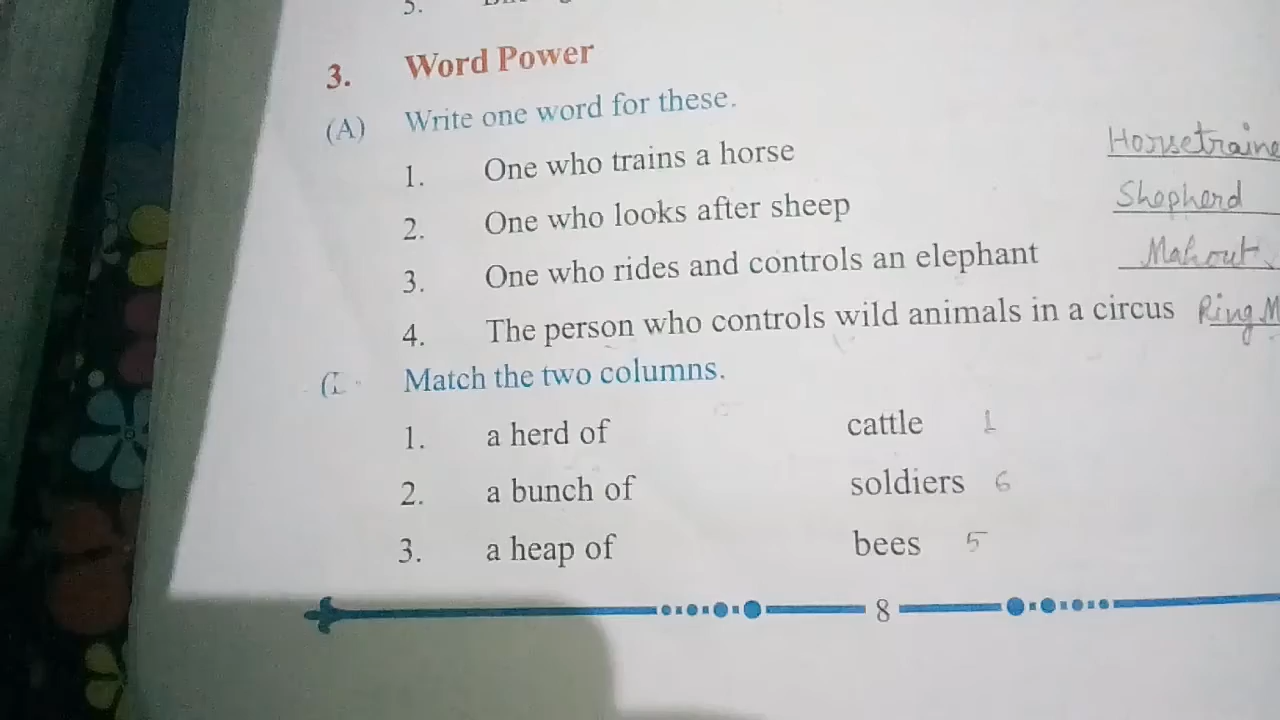 5.
3. Word Power
(A) Write one word for these.
1. One who trains a horse Horsetraine
2. One who looks after sheep Shepherd
3. One who rides and controls an elephant Mahout
4. The person who controls wild animals in a circus Ring M
Match the two columns.
1. a herd of cattle 1
2. a bunch of soldiers 6
3. a heap of bees 5
8